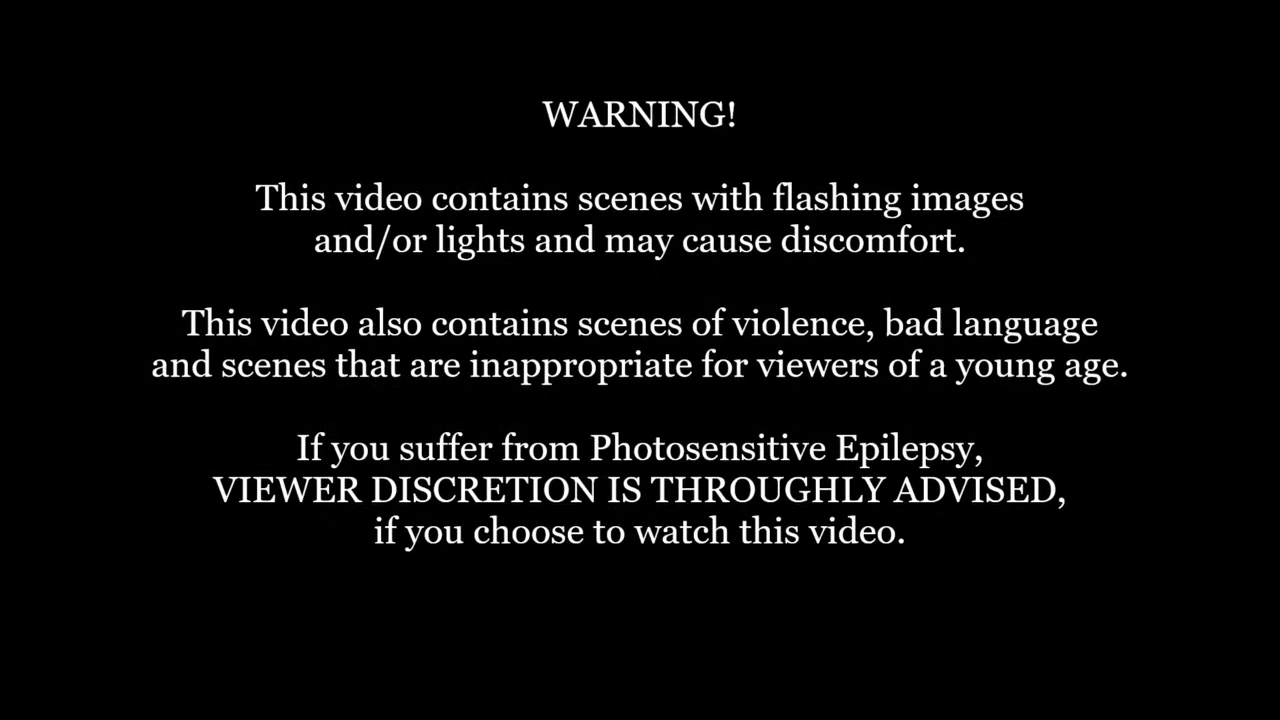 WARNING!
This video contains scenes with flashing images
and/or lights and may cause discomfort.
This video also contains scenes of violence, bad language
and scenes that are inappropriate for viewers of a young age.
If you suffer from Photosensitive Epilepsy,
VIEWER DISCRETION IS THROUGHLY ADVISED,
if you choose to watch this video.